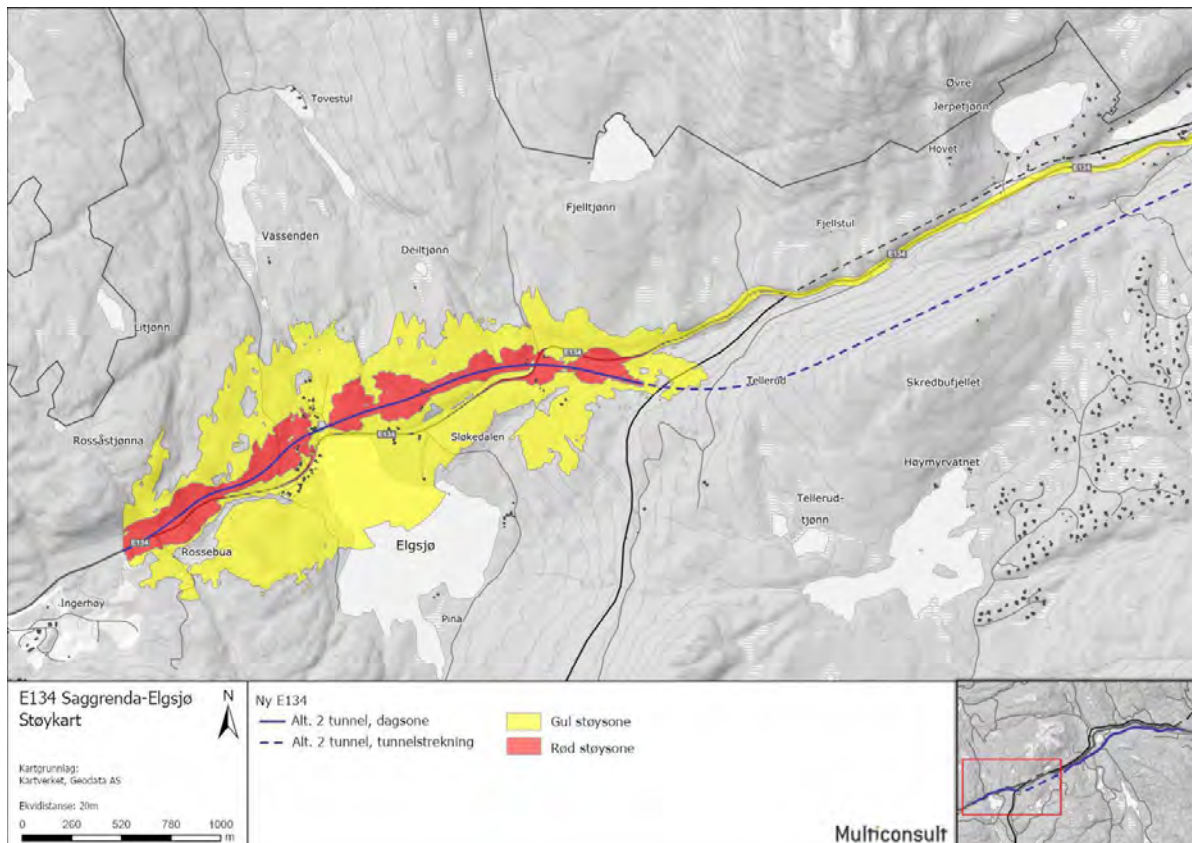 Tovestul
Øvre
Jerpetjønn
Hovet
E134
Fjelltjønn
Fjellstul
Vassenden
Deiltjønn
E134
Litjønn
E134
Tellerud
Skredbufjellet
Rossåstjønna
E134
Sløkedalen
Høymyrvatnet
Tellerud-
tjønn
E134
Rossebua
Elgsjø
Ingerhøy
Pina
E134 Saggrenda-Elgsjø
Støykart
N
Kartgrunnlag:
Kartverket, Geodata AS
Ekvidistanse: 20m
0 260 520 780 1000
m
Ny E134
Alt. 2 tunnel, dagsone
Alt. 2 tunnel, tunnelstrekning
Gul støysone
Rød støysone
Multiconsult